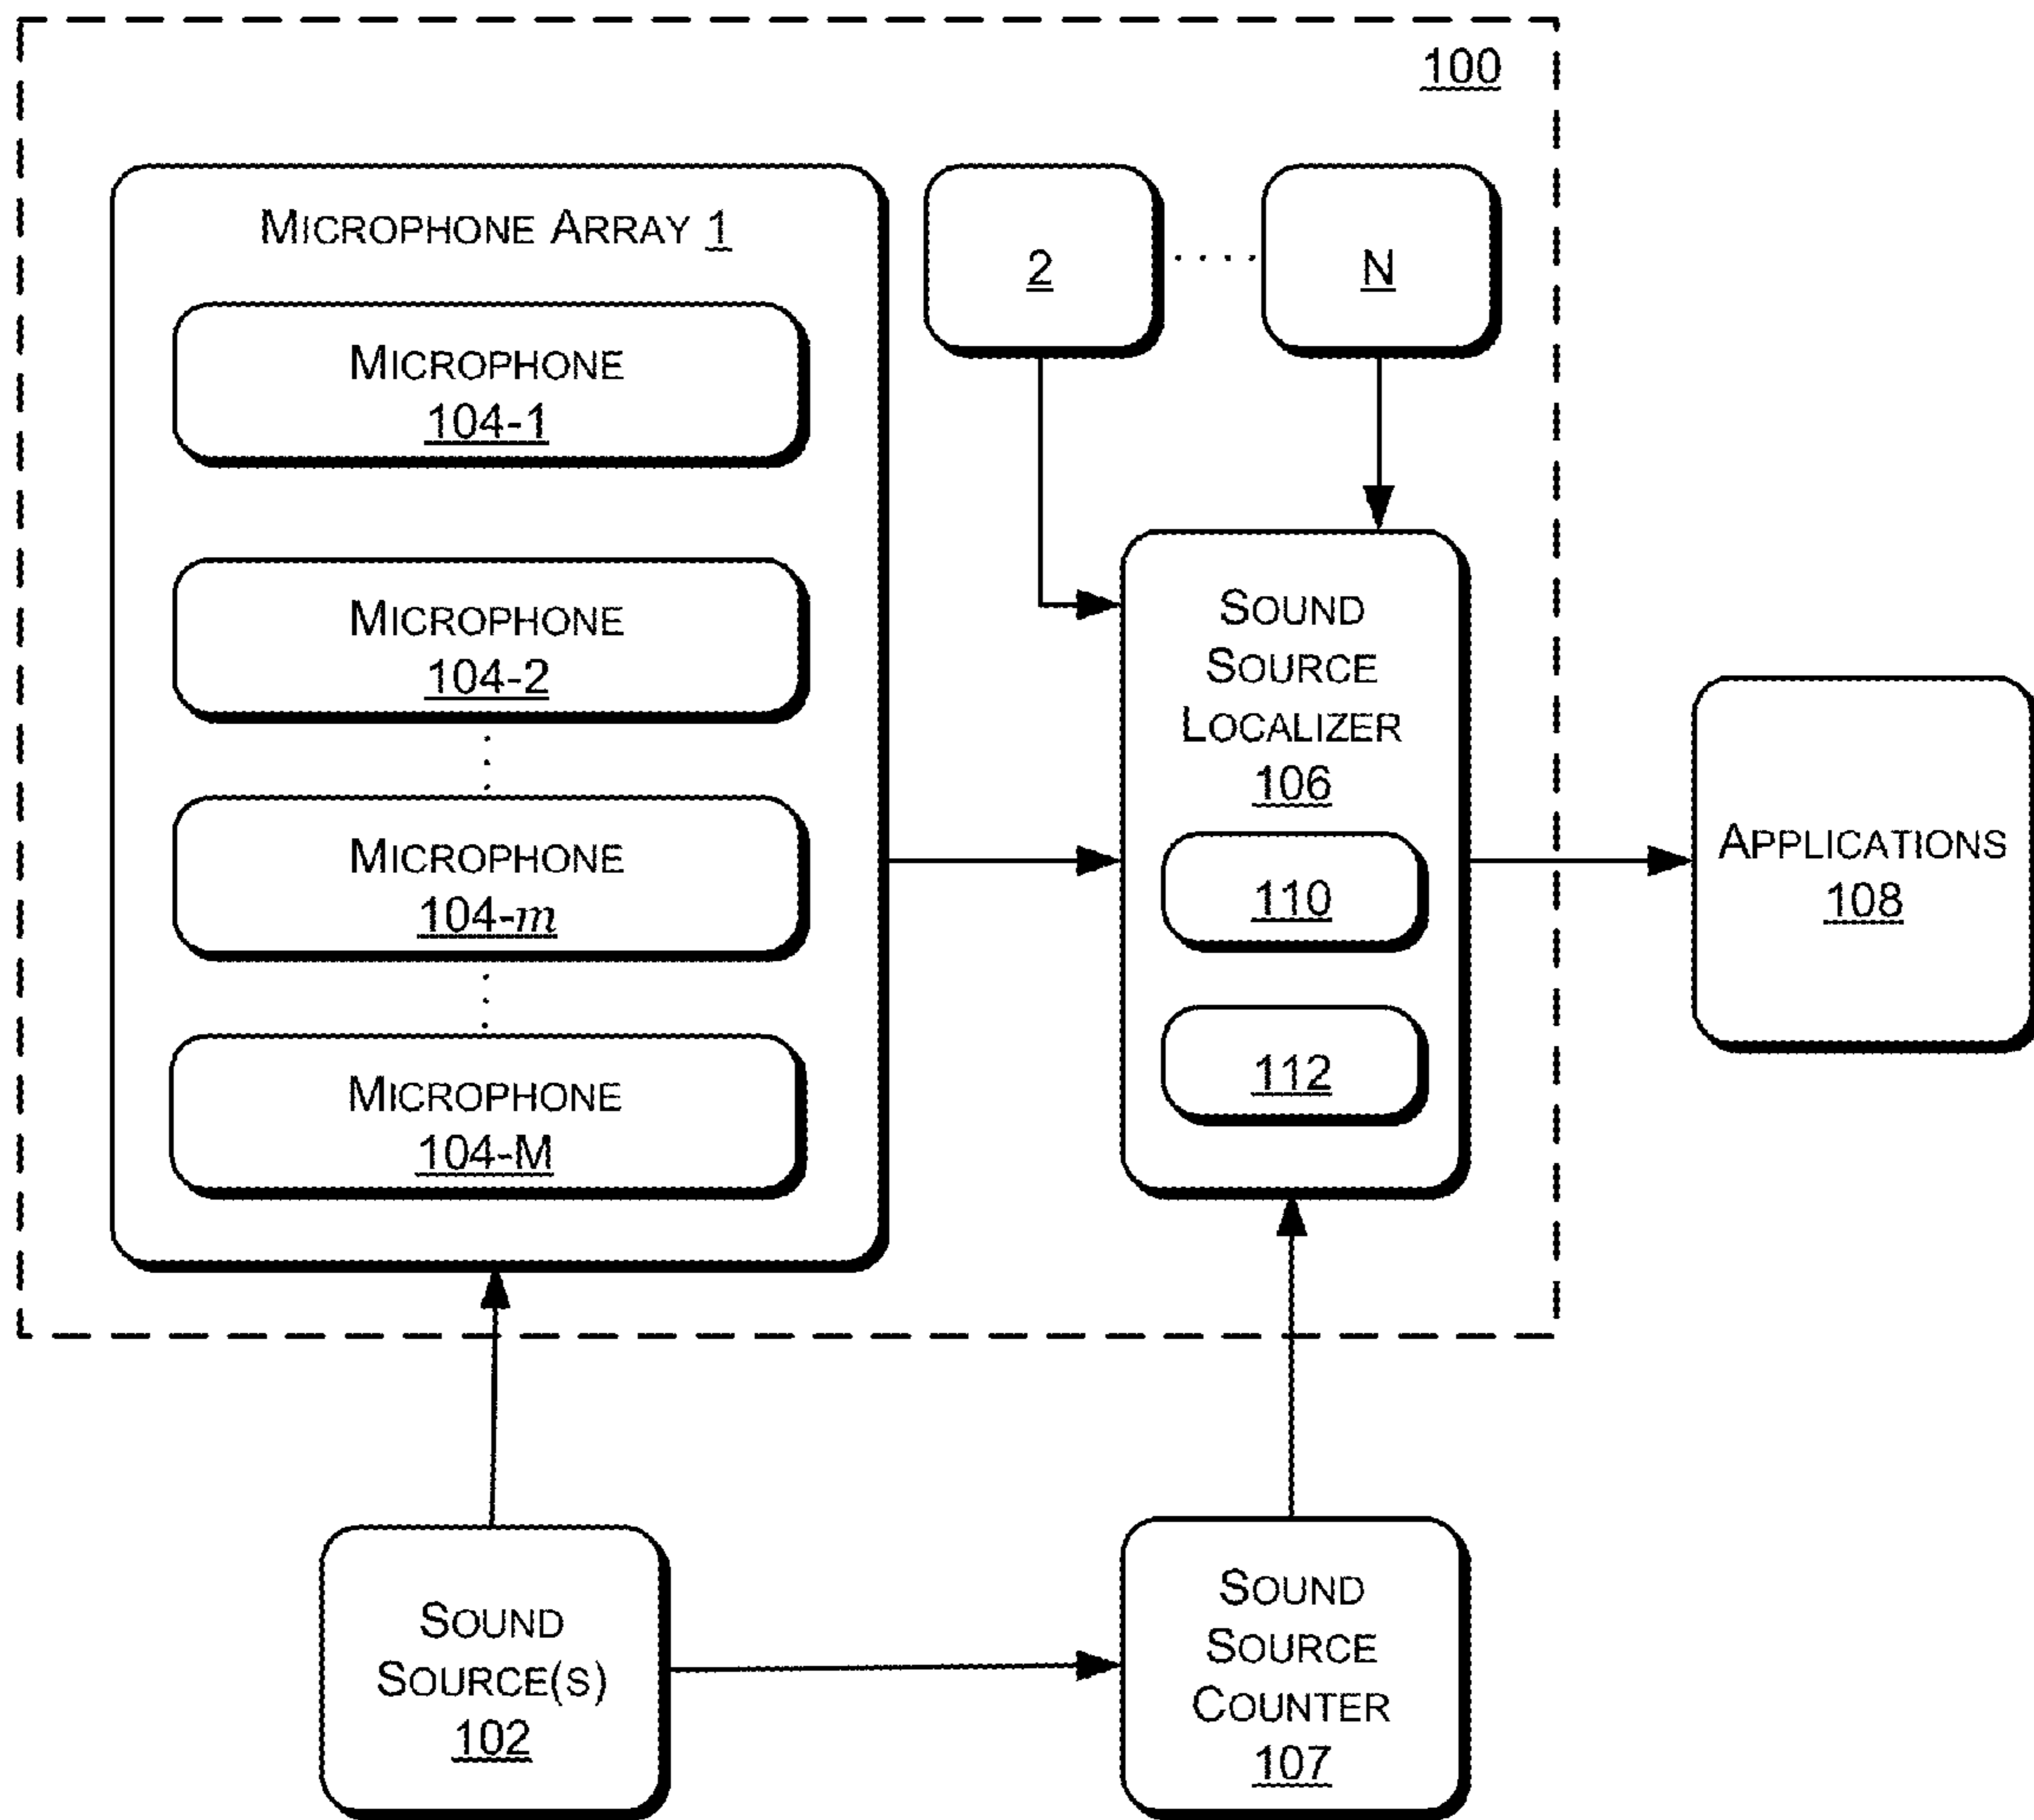 100
MICROPHONE ARRAY 1
MICROPHONE
104-1
MICROPHONE
104-2
MICROPHONE
104-m
MICROPHONE
104-M
2
N
SOUND
SOURCE
LOCALIZER
106
110
112
APPLICATIONS
108
SOUND
SOURCE(S)
102
SOUND
SOURCE
COUNTER
107